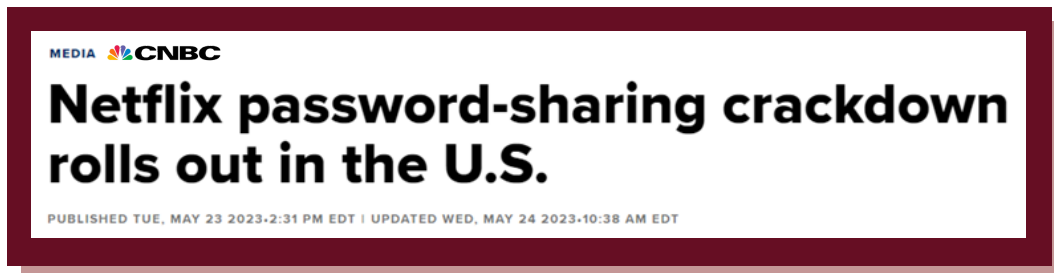 MEDIA CNBC
Netflix password-sharing crackdown
rolls out in the U.S.
PUBLISHED TUE, MAY 23 2023•2:31 PM EDT | UPDATED WED, MAY 24 2023•10:38 AM EDT